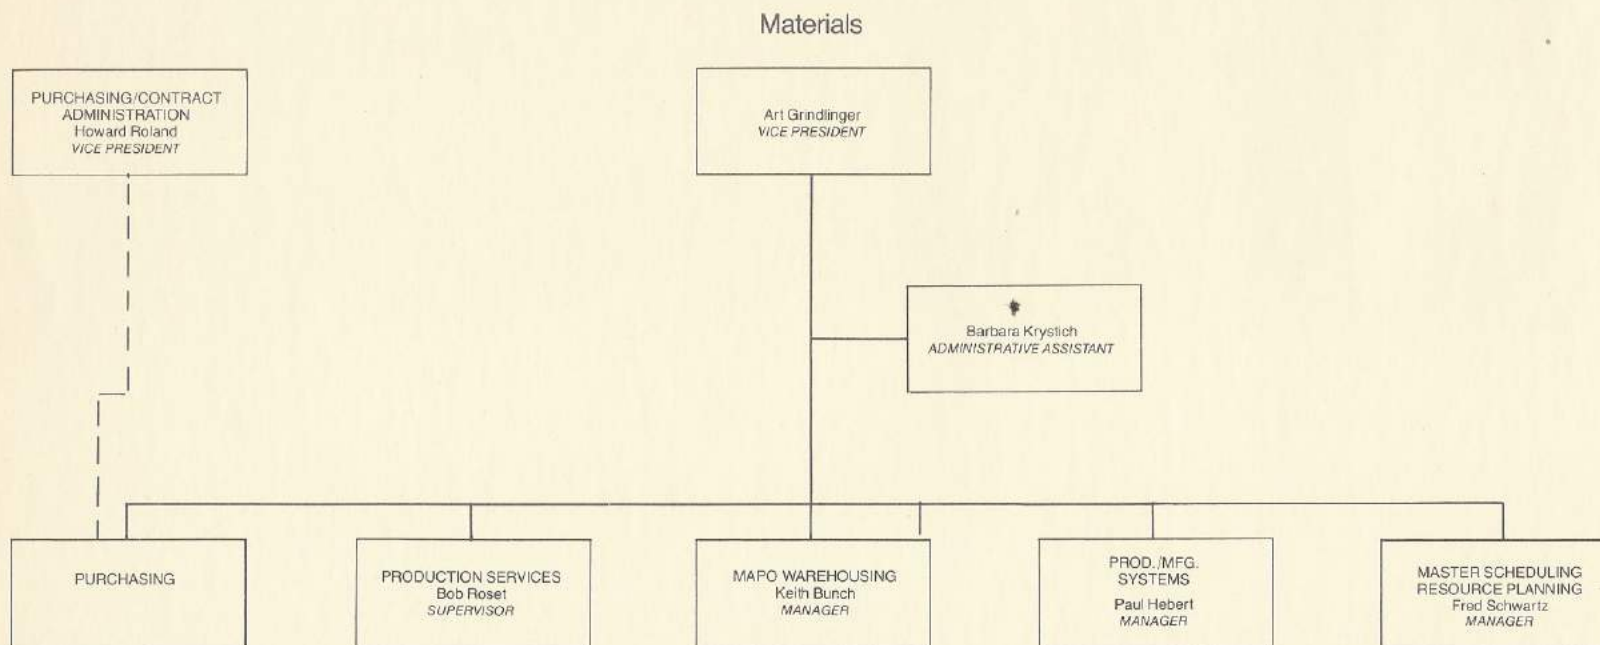 Materials
PURCHASING/CONTRACT
ADMINISTRATION
Howard Roland
VICE PRESIDENT
Art Grindlinger
VICE PRESIDENT
Barbara Krystich
ADMINISTRATIVE ASSISTANT
PURCHASING
PRODUCTION SERVICES
Bob Roset
SUPERVISOR
MAPO WAREHOUSING
Keith Bunch
MANAGER
PROD./MFG.
SYSTEMS
Paul Hebert
MANAGER
MASTER SCHEDULING
RESOURCE PLANNING
Fred Schwartz
MANAGER